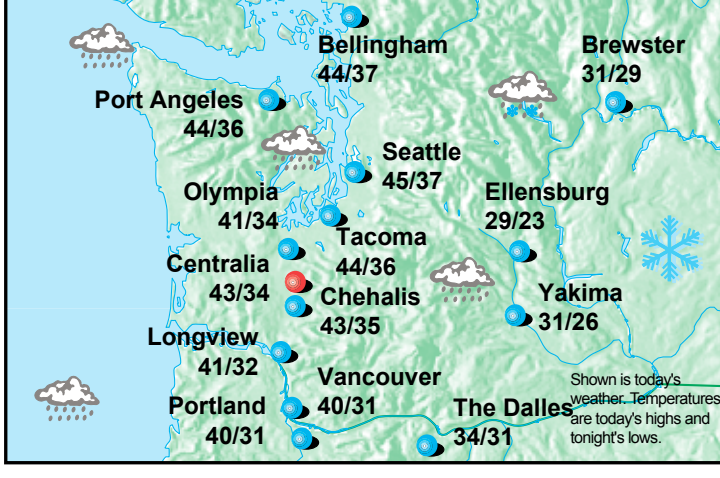 Bellingham
44/37
Brewster
31/29
Port Angeles
44/36
Seattle
45/37
Olympia
41/34
Ellensburg
29/23
Tacoma
44/36
Centralia
43/34
Chehalis
43/35
Yakima
31/26
Longview
41/32
Vancouver
40/31
Portland
40/31
The Dalles
34/31
Shown is today's
weather. Temperatures
are today's highs and
tonight's lows.